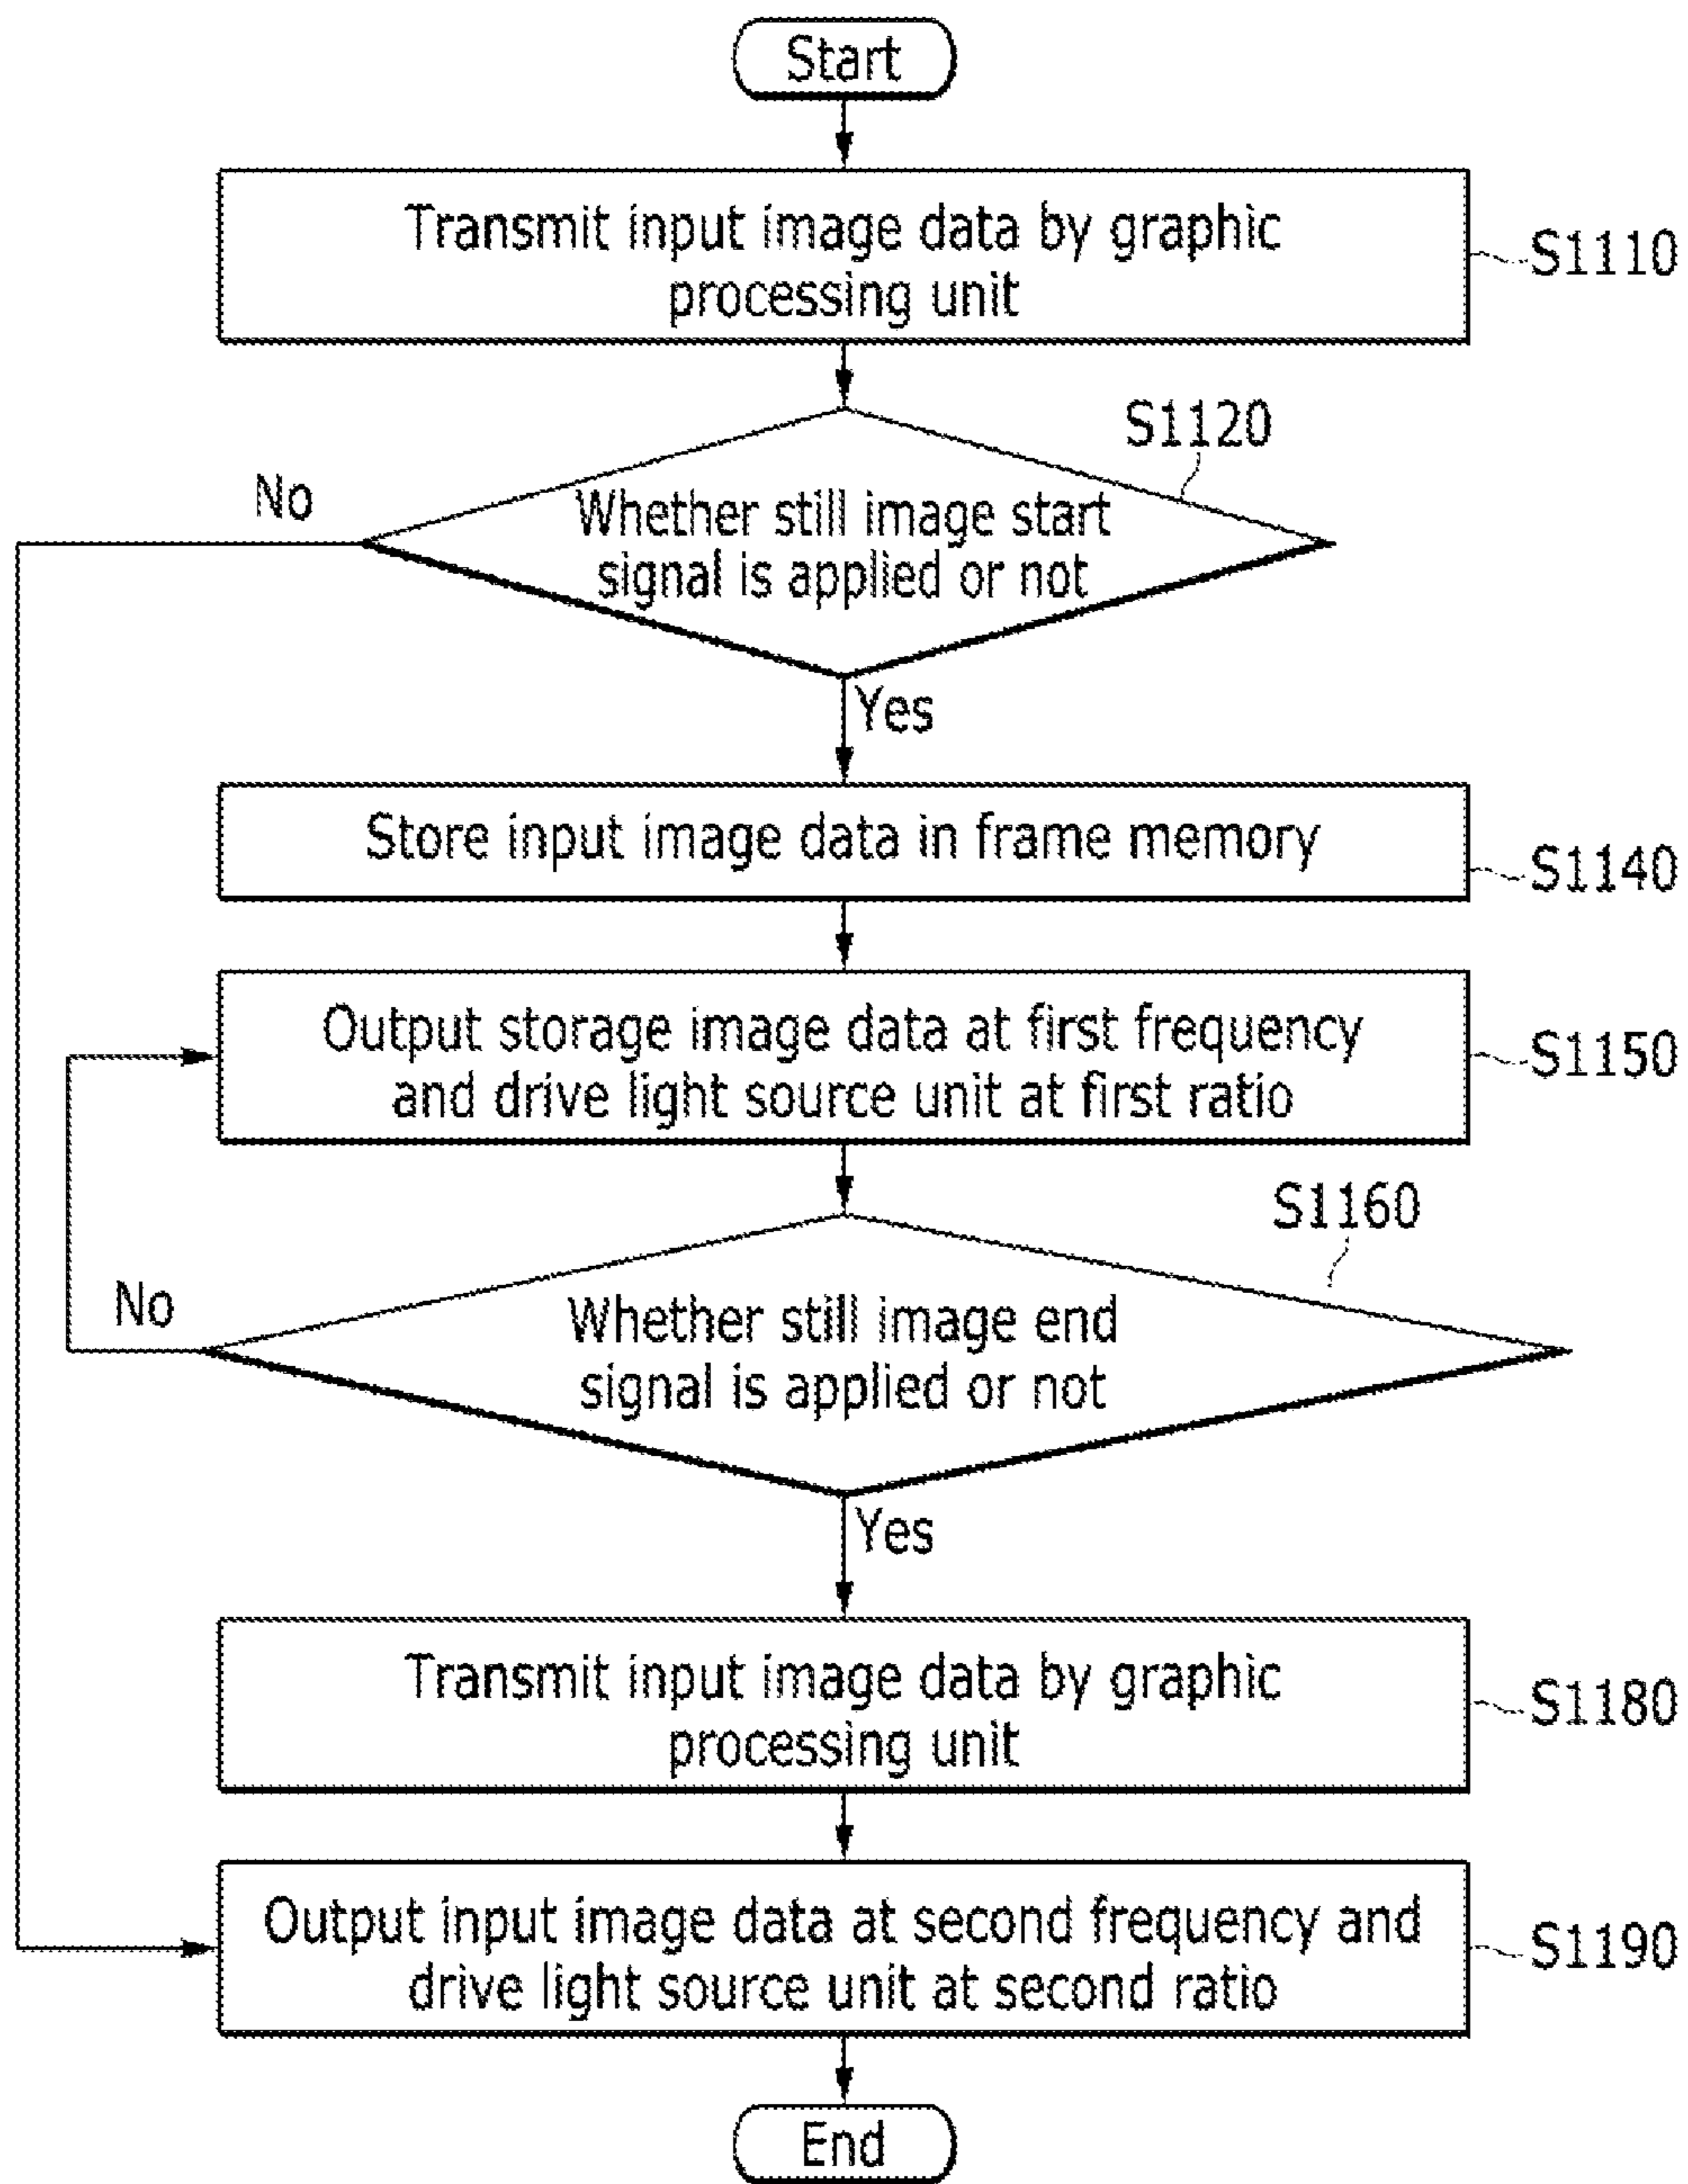 Start
Transmit input image data by graphic
processing unit
S1110
S1120
No
Whether still image start
signal is applied or not
Yes
Store input image data in frame memory
S1140
Output storage image data at first frequency
and drive light source unit at first ratio
S1150
S1160
No
Whether still image end
signal is applied or not
Yes
Transmit input image data by graphic
processing unit
S1180
Output input image data at second frequency and
drive light source unit at second ratio
S1190
End